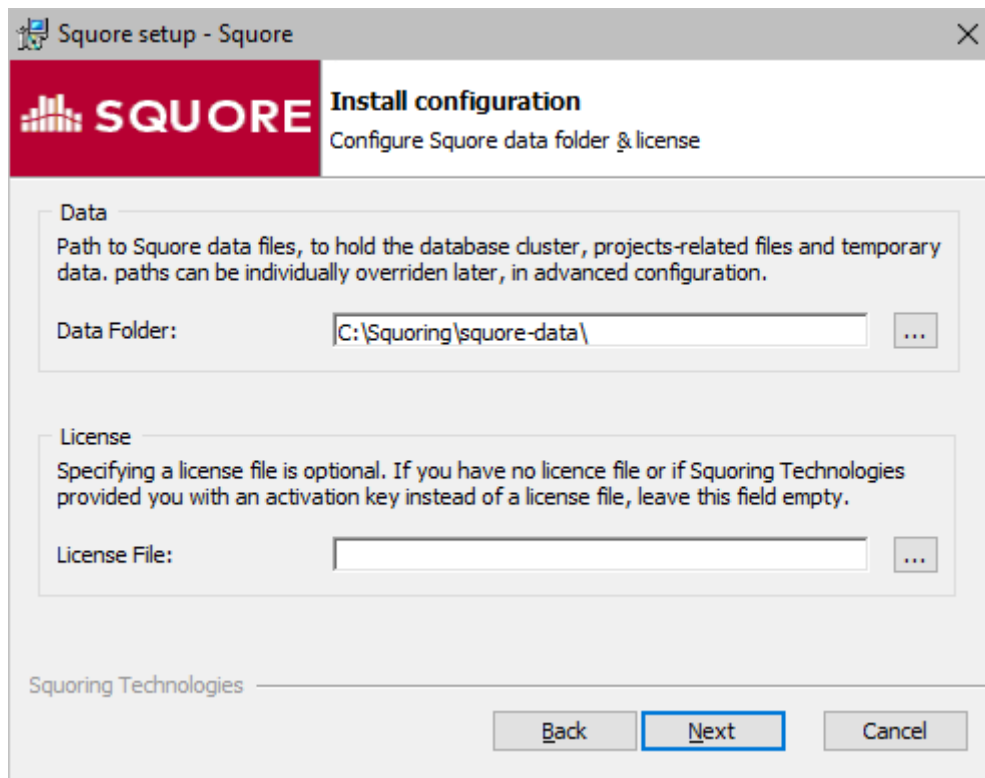 Squore setup - Squore
SQUORE
Install configuration
Configure Squore data folder & license
Data
Path to Squore data files, to hold the database cluster, projects-related files and temporary
data. paths can be individually overriden later, in advanced configuration.
Data Folder:
C:\Squoring\squore-data\
...
License
Specifying a license file is optional. If you have no licence file or if Squoring Technologies
provided you with an activation key instead of a license file, leave this field empty.
License File:
...
Squoring Technologies
Back
Next
Cancel